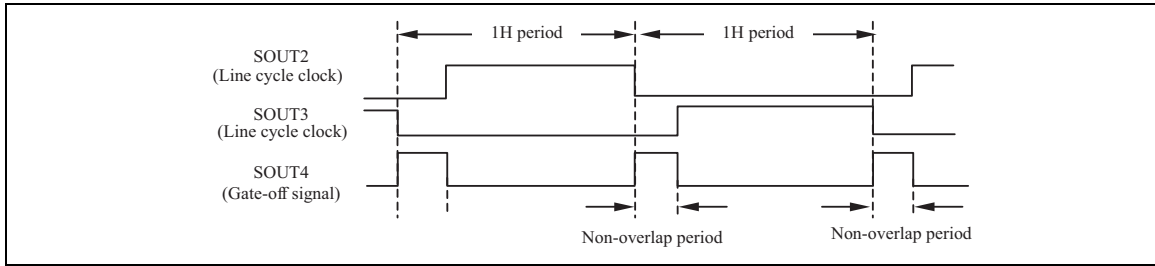 1H period
1H period
SOUT2
(Line cycle clock)
SOUT3
(Line cycle clock)
SOUT4
(Gate-off signal)
Non-overlap period
Non-overlap period